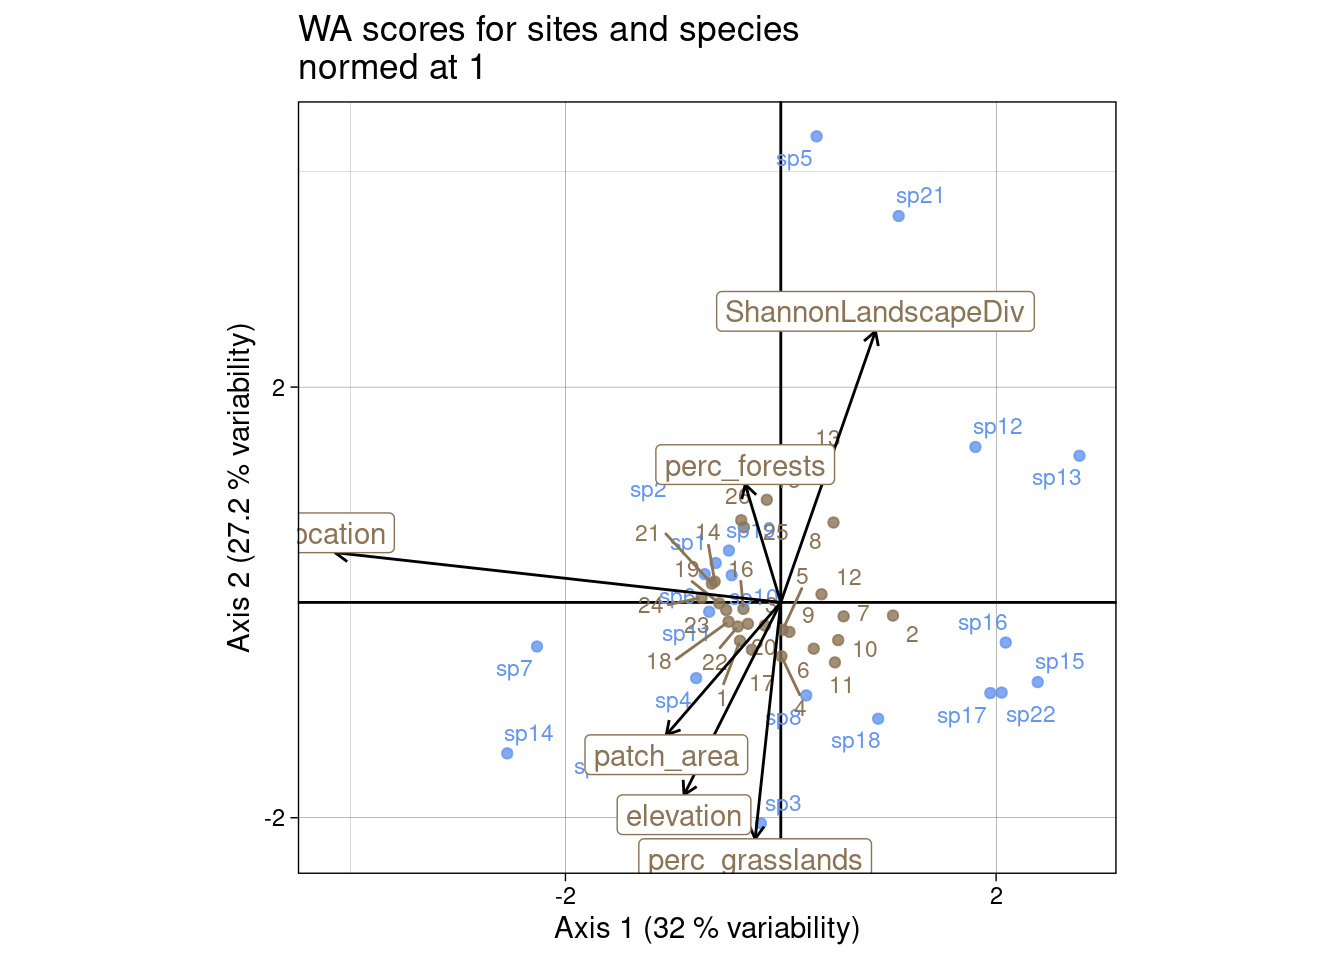 WA scores for sites and species
normed at 1
sp5
sp21
ShannonLandscapeDiv
2
sp12
13
perc_forests
sp13
sp2
26
ocation
21
14
25
8
sp1
19
16
5
12
sp6
sp10
24
9
7
23
2
sp16
sp11
20
10
18
22
sp7
6
sp15
17
11
1
sp4
4
sp8
sp17
sp22
sp14
sp18
patch_area
sp3
elevation
-2
perc_grasslands
-2
2
Axis 1 (32 % variability)
Axis 2 (27.2 % variability)